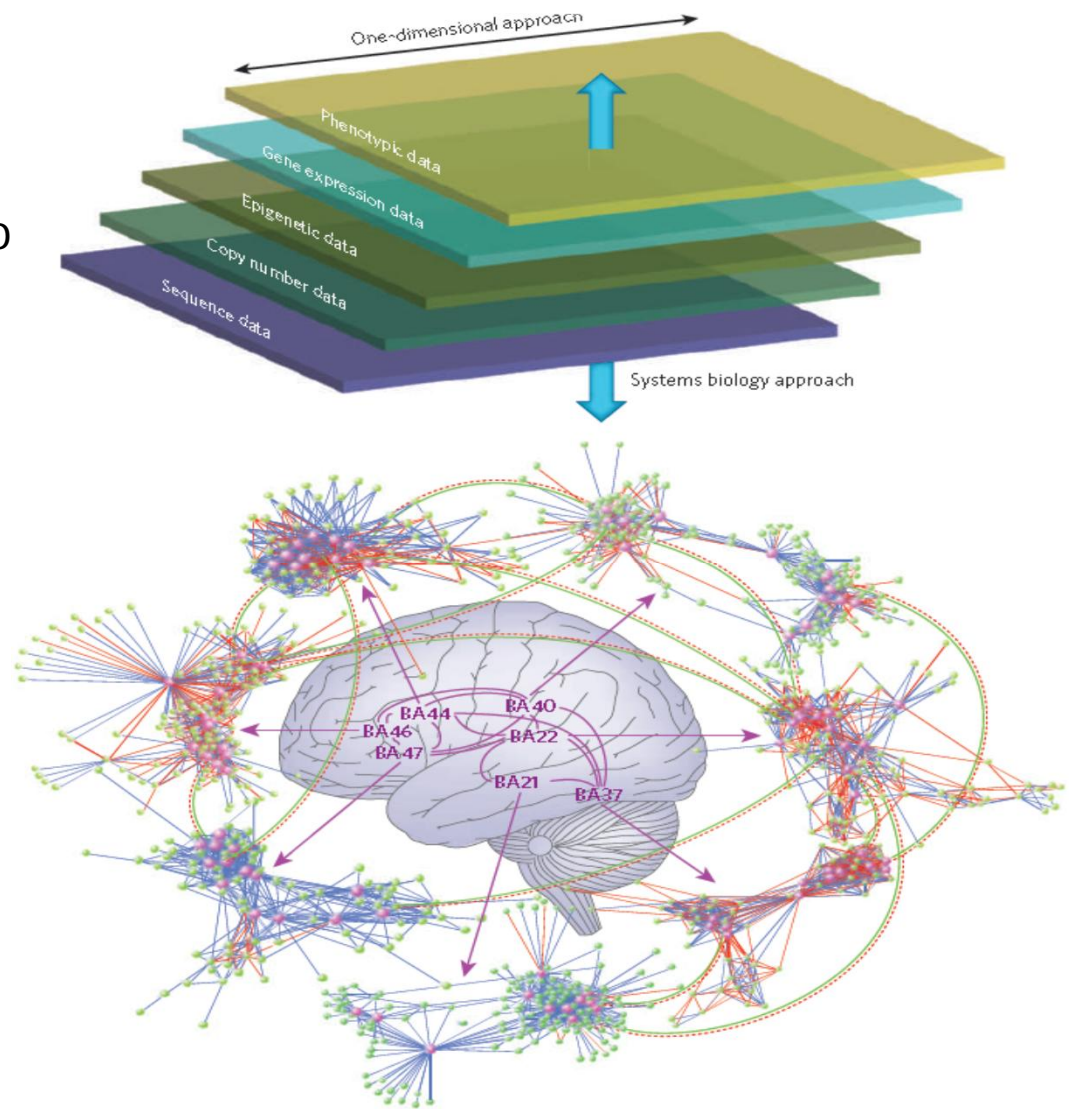 One-dimensional approach
Phenotypic data
Gene expression data
Epigenetic data
Copy number data
Sequence data
Systems biology approach
BA44
BA40
BA46
BA22
BA47
BA21
BA37